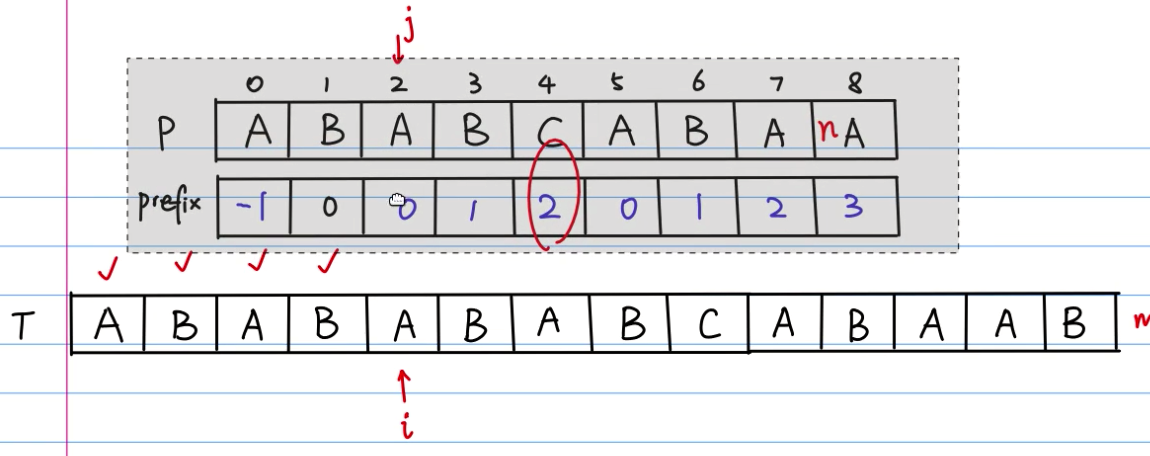 j
0 1 2 3 4 5 6 7 8
P A B A B C A B A n A
prefix -1 0 0 1 2 0 1 2 3
T A B A B A B A B C A B A A B
i